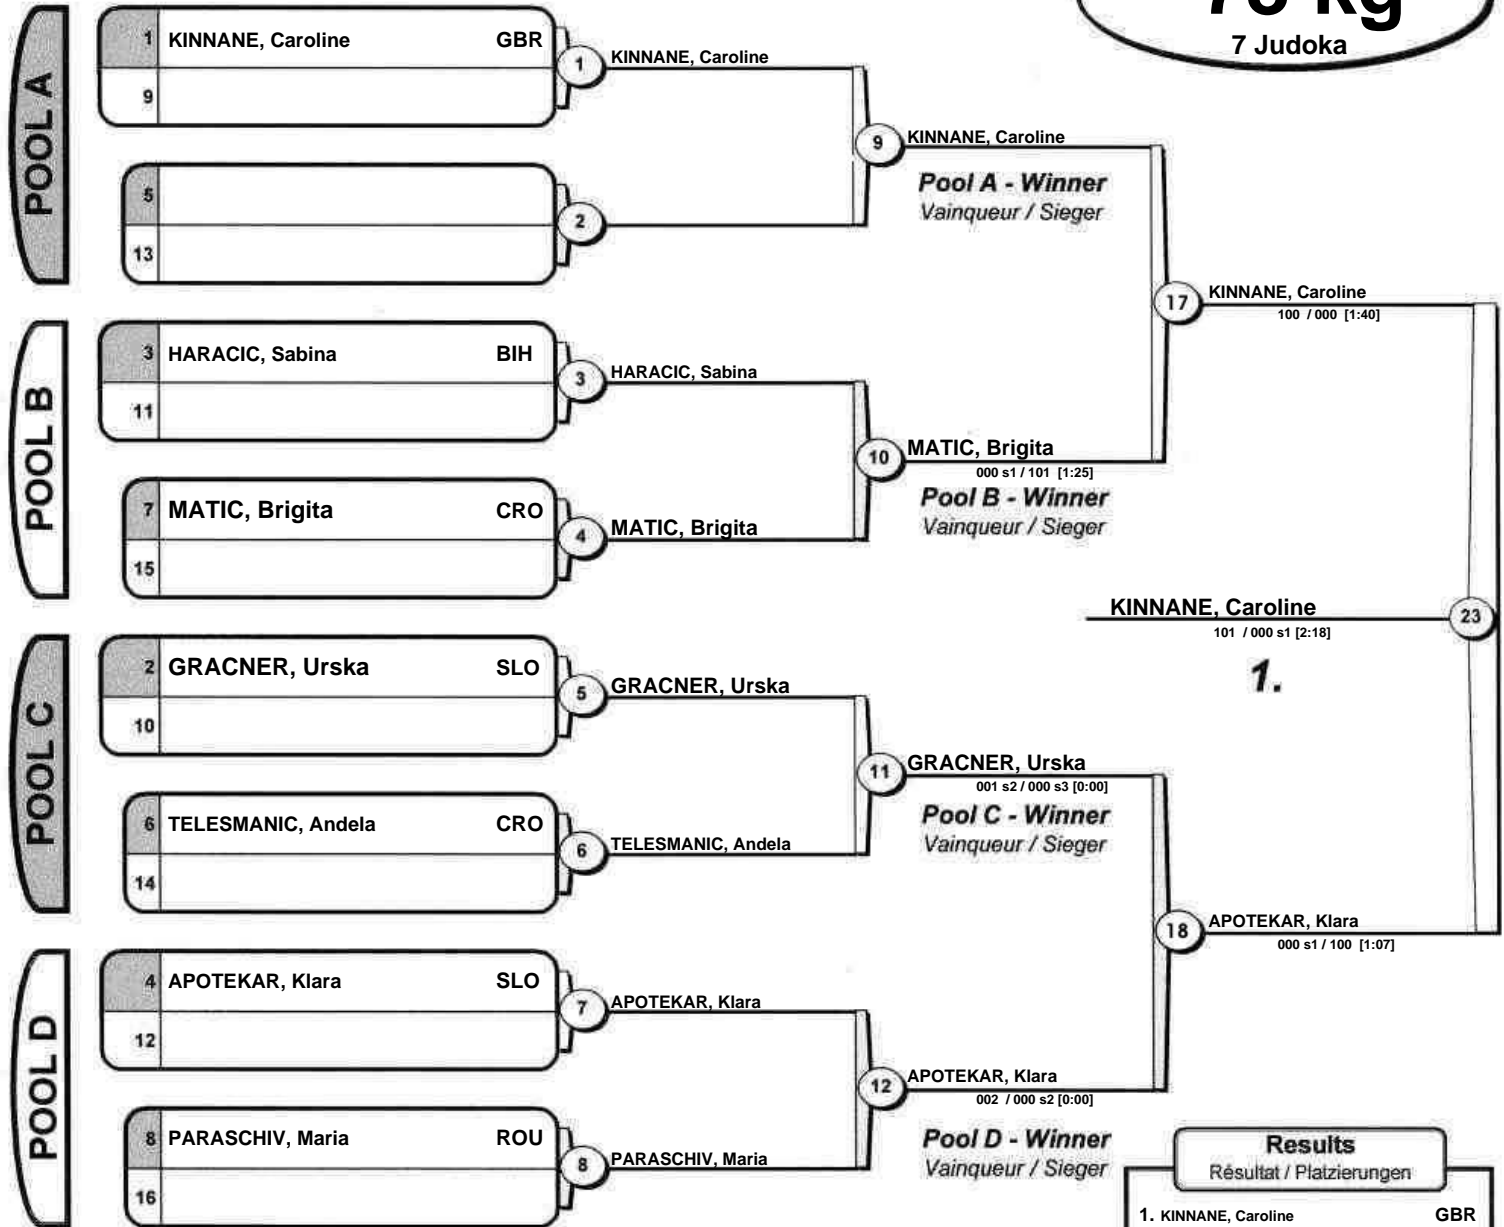 7 Judoka
POOL A
1 KINNANE, Caroline GBR
9
1
KINNANE, Caroline
5
13
2
9
KINNANE, Caroline
Pool A - Winner
Vainqueur / Sieger
POOL B
3 HARACIC, Sabina BIH
11
3
HARACIC, Sabina
7 MATIC, Brigita CRO
15
4
MATIC, Brigita
10
MATIC, Brigita
000 s1 / 101 [1:25]
Pool B - Winner
Vainqueur / Sieger
17
KINNANE, Caroline
100 / 000 [1:40]
KINNANE, Caroline
101 / 000 s1 [2:18]
23
1.
POOL C
2 GRACNER, Urska SLO
10
5
GRACNER, Urska
6 TELESMANIC, Andela CRO
14
6
TELESMANIC, Andela
11
GRACNER, Urska
001 s2 / 000 s3 [0:00]
Pool C - Winner
Vainqueur / Sieger
18
APOTEKAR, Klara
000 s1 / 100 [1:07]
POOL D
4 APOTEKAR, Klara SLO
12
7
APOTEKAR, Klara
8 PARASCHIV, Maria ROU
16
8
PARASCHIV, Maria
12
APOTEKAR, Klara
002 / 000 s2 [0:00]
Pool D - Winner
Vainqueur / Sieger
Results
Résultat / Platzierungen
1. KINNANE, Caroline GBR